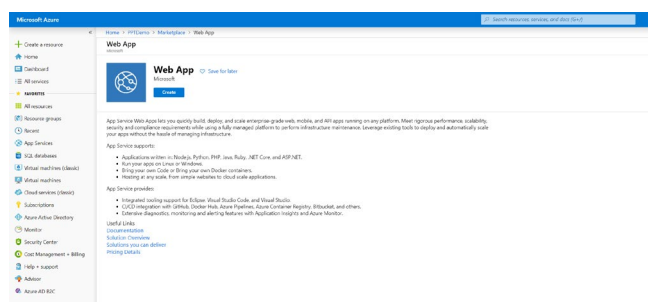 Microsoft Azure
Search resources, services, and docs (G+/)
«
Home > PYTDemo > Marketplace > Web App
Create a resource
Home
Dashboard
All services
FAVORITES
All resources
Resource groups
Recent
App Services
SQL databases
Virtual machines (classic)
Virtual machines
Cloud services (classic)
Subscriptions
Azure Active Directory
Monitor
Security Center
Cost Management + Billing
Help + support
Advisor
Azure AD B2C
Web App
Microsoft
Web App Save for later
Microsoft
Create
App Service Web Apps lets you quickly build, deploy, and scale enterprise-grade web, mobile, and API apps running on any platform. Meet rigorous performance, scalability,
security and compliance requirements while using a fully managed platform to perform infrastructure maintenance. Leverage existing tools to deploy and automatically scale
your apps without the hassle of managing infrastructure.
App Service supports:
• Applications written in: Node.js, Python, PHP, Java, Ruby, .NET Core, and ASP.NET.
• Run your apps on Linux or Windows.
• Bring your own Code or Bring your own Docker containers.
• Hosting at any scale, from simple websites to cloud scale applications.
App Service provides:
• Integrated tooling support for Eclipse, Visual Studio Code, and Visual Studio.
• CI/CD integration with GitHub, Docker Hub, Azure Pipelines, Azure Container Registry, Bitbucket, and others.
• Extensive diagnostics, monitoring and alerting features with Application Insights and Azure Monitor.
Useful Links
Documentation
Solution Overview
Solutions you can deliver
Pricing Details